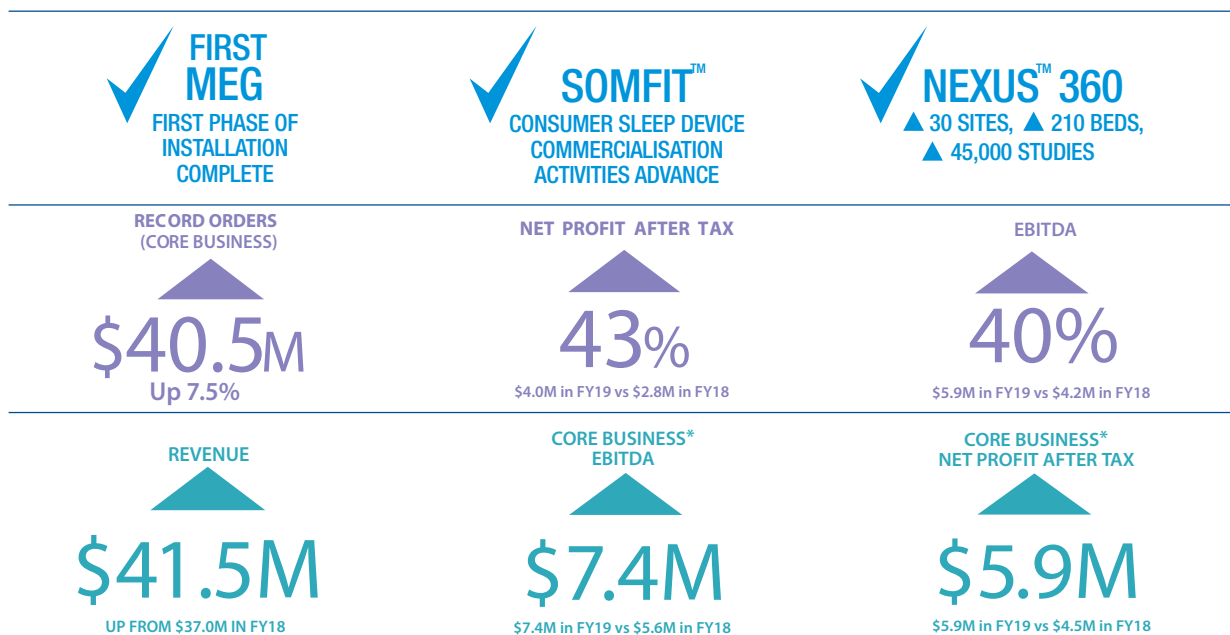 FIRST
MEG
FIRST PHASE OF
INSTALLATION
COMPLETE
SOMFIT™
CONSUMER SLEEP DEVICE
COMMERCIALISATION
ACTIVITIES ADVANCE
NEXUS™ 360
▲ 30 SITES, ▲ 210 BEDS,
▲ 45,000 STUDIES
RECORD ORDERS
(CORE BUSINESS)
$40.5M
Up 7.5%
NET PROFIT AFTER TAX
43%
$4.0M in FY19 vs $2.8M in FY18
EBITDA
40%
$5.9M in FY19 vs $4.2M in FY18
REVENUE
$41.5M
UP FROM $37.0M IN FY18
CORE BUSINESS*
EBITDA
$7.4M
$7.4M in FY19 vs $5.6M in FY18
CORE BUSINESS*
NET PROFIT AFTER TAX
$5.9M
$5.9M in FY19 vs $4.5M in FY18